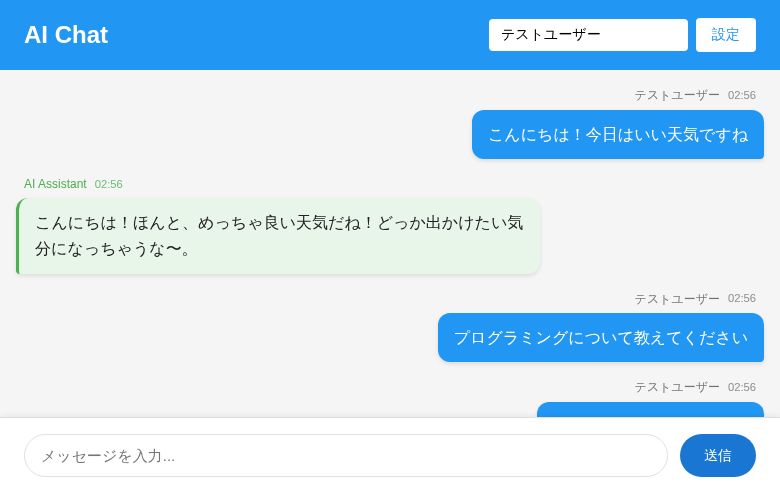 AI Chat
テストユーザー
設定
テストユーザー 02:56
こんにちは！今日はいい天気ですね
AI Assistant 02:56
こんにちは！ほんと、めっちゃ良い天気だね！どっか出かけたい気
分になっちゃうな〜。
テストユーザー 02:56
プログラミングについて教えてください
テストユーザー 02:56
メッセージを入力...
送信